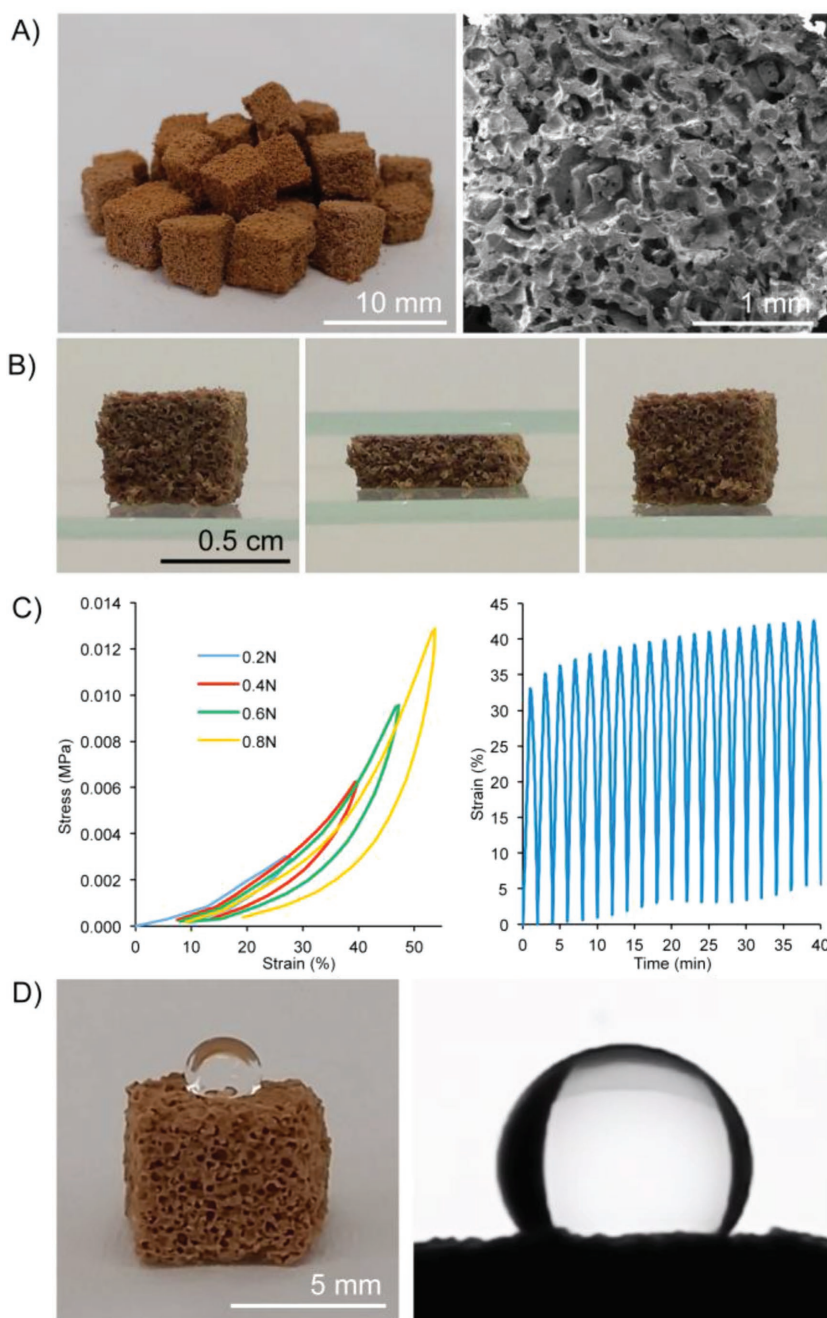 A)
10 mm
1 mm
B)
0.5 cm
C)
0.014
0.012
0.010
0.008
0.006
0.004
0.002
0.000
Stress (MPa)
0.2N
0.4N
0.6N
0.8N
0 10 20 30 40 50
Strain (%)
45
40
35
30
25
20
15
10
5
0
Strain (%)
0 5 10 15 20 25 30 35 40
Time (min)
D)
5 mm